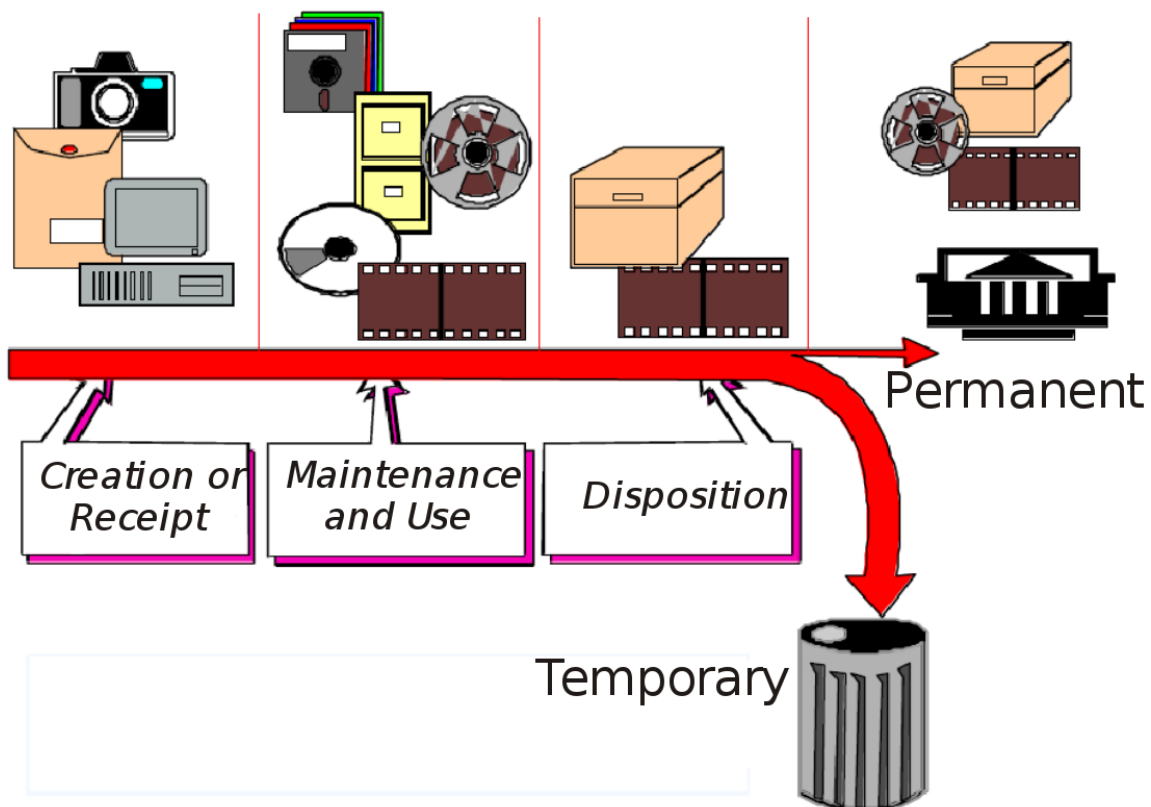 Permanent
Creation or
Receipt
Maintenance
and Use
Disposition
Temporary